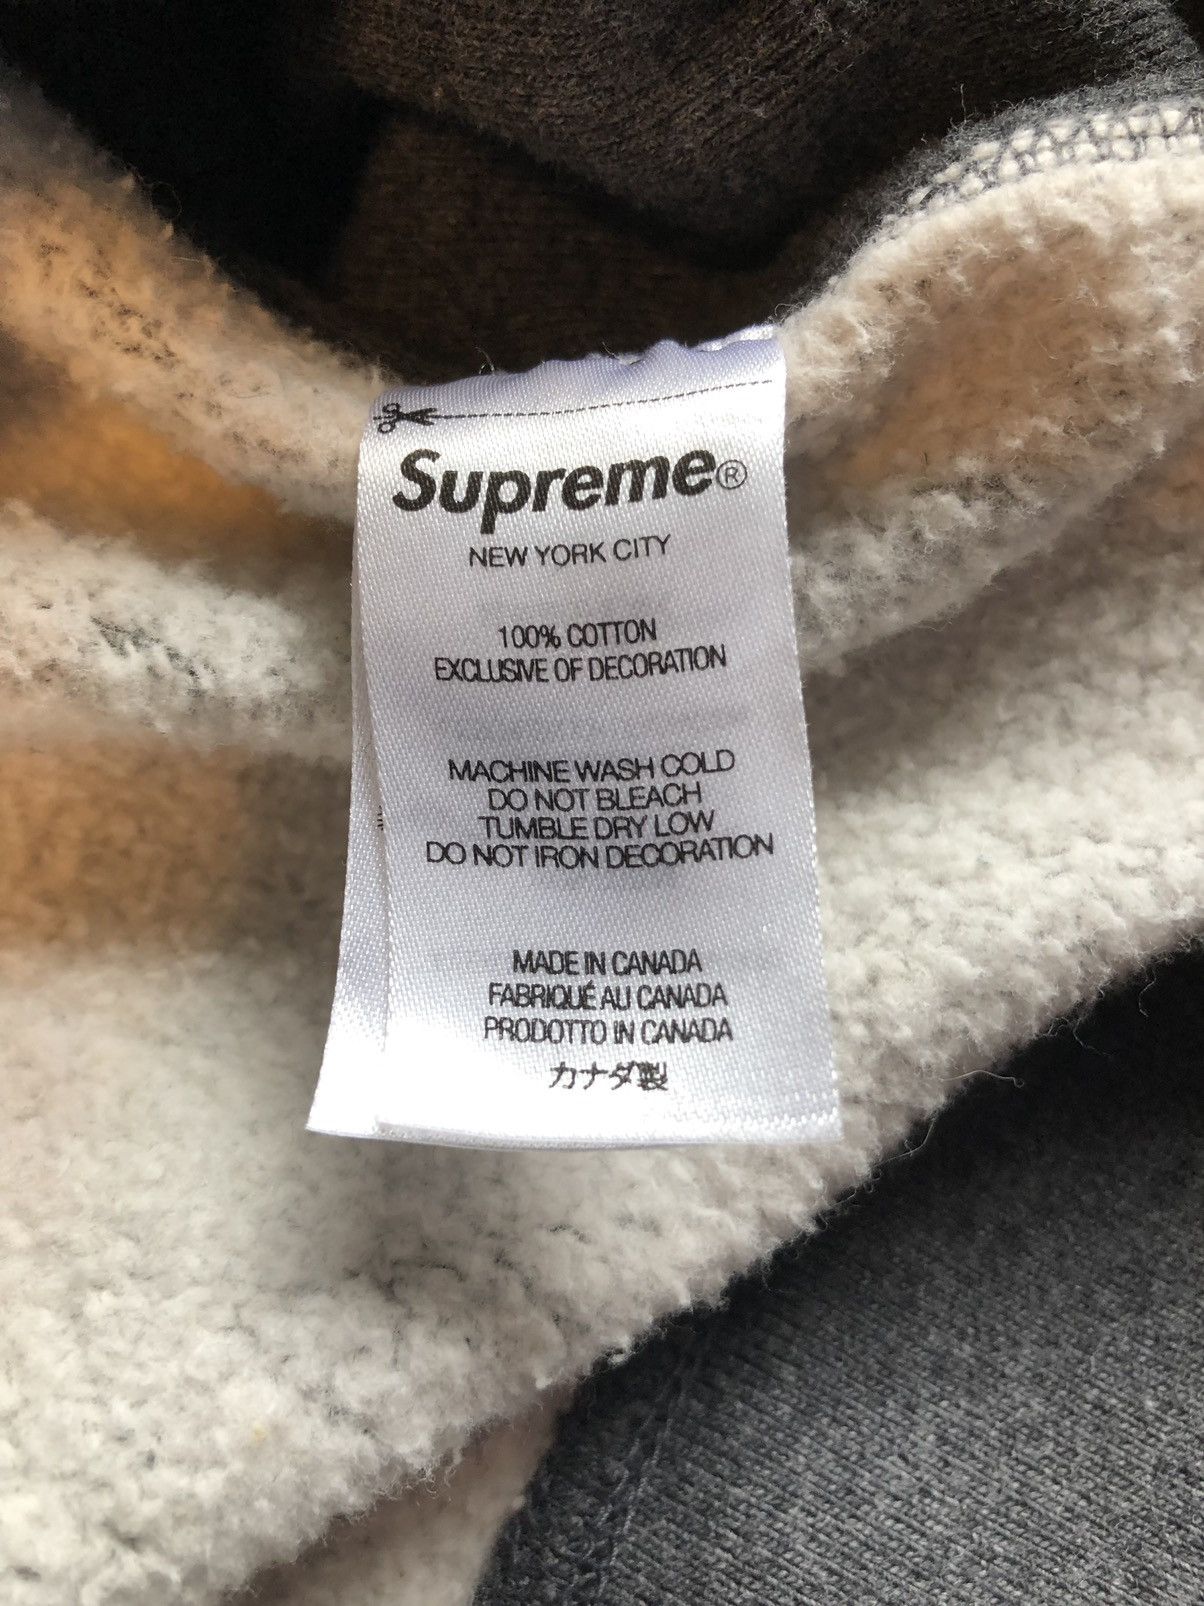 Supreme®
NEW YORK CITY
100% COTTON
EXCLUSIVE OF DECORATION
MACHINE WASH COLD
DO NOT BLEACH
TUMBLE DRY LOW
DO NOT IRON DECORATION
MADE IN CANADA
FABRIQUÉ AU CANADA
PRODOTTO IN CANADA
カナダ製